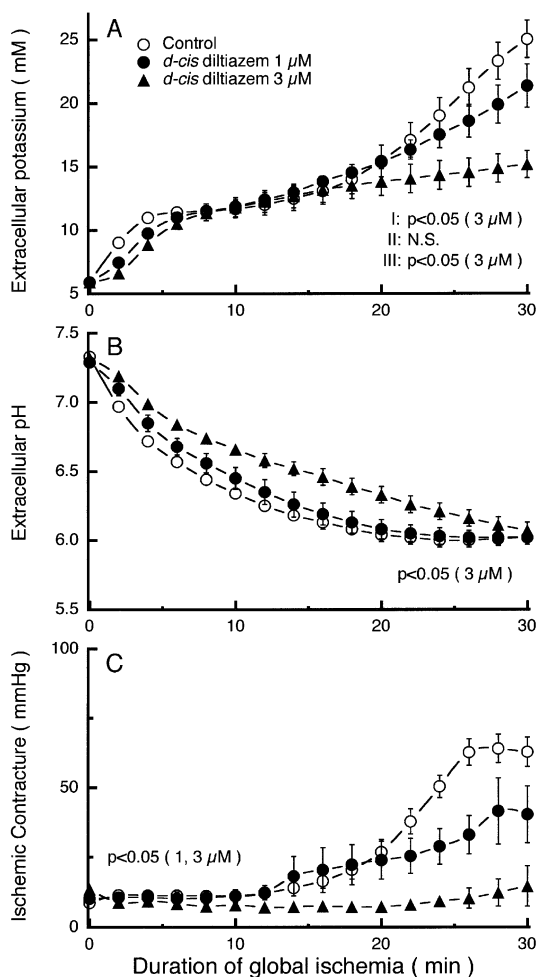 A
Control
d-cis diltiazem 1 µM
d-cis diltiazem 3 µM
Extracellular potassium ( mM )
25
20
15
10
5
I: p<0.05 ( 3 µM )
II: N.S.
III: p<0.05 ( 3 µM )
0 10 20 30
B
Extracellular pH
7.5
7.0
6.5
6.0
5.5
p<0.05 ( 3 µM )
0 10 20 30
C
Ischemic Contracture ( mmHg )
100
50
0
p<0.05 ( 1, 3 µM )
0 10 20 30
Duration of global ischemia ( min )